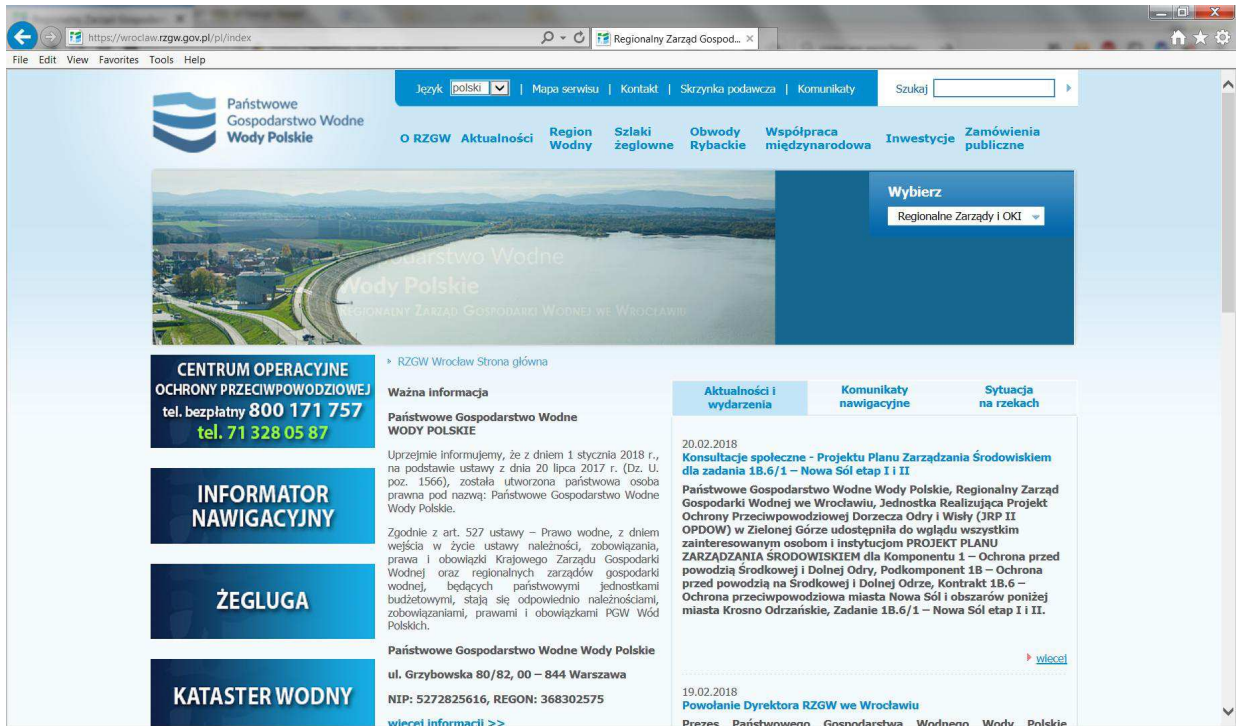 https://wroclaw.rzgw.gov.pl/pl/index
Regionalny Zarząd Gospod...
File Edit View Favorites Tools Help
Państwowe
Gospodarstwo Wodne
Wody Polskie
Język polski | Mapa serwisu | Kontakt | Skrzynka podawcza | Komunikaty
Szukaj
O RZGW Aktualności Region Wodny Szlaki żeglowne Obwody Rybackie Współpraca międzynarodowa Inwestycje Zamówienia publiczne
Państwowe
Gospodarstwo Wodne
Wody Polskie
Regionalny Zarząd Gospodarki Wodnej we Wrocławiu
Wybierz
Regionalne Zarządy i OKI
CENTRUM OPERACYJNE
OCHRONY PRZECIWPOWODZIOWEJ
tel. bezpłatny 800 171 757
tel. 71 328 05 87
INFORMATOR
NAWIGACYJNY
ŻEGLUGA
KATASTER WODNY
RZGW Wrocław Strona główna
Ważna informacja
Państwowe Gospodarstwo Wodne
WODY POLSKIE
Uprzejmie informujemy, że z dniem 1 stycznia 2018 r.,
na podstawie ustawy z dnia 20 lipca 2017 r. (Dz. U.
poz. 1566), została utworzona państwowa osoba
prawna pod nazwą: Państwowe Gospodarstwo Wodne
Wody Polskie.
Zgodnie z art. 527 ustawy – Prawo wodne, z dniem
wejścia w życie ustawy należności, zobowiązania,
prawa i obowiązki Krajowego Zarządu Gospodarki
Wodnej oraz regionalnych zarządów gospodarki
wodnej, będących państwowymi jednostkami
budżetowymi, stają się odpowiednio należnościami,
zobowiązaniami, prawami i obowiązkami PGW Wód
Polskich.
Państwowe Gospodarstwo Wodne Wody Polskie
ul. Grzybowska 80/82, 00 – 844 Warszawa
NIP: 5272825616, REGON: 368302575
więcej informacji >>
Aktualności i
wydarzenia
Komunikaty
nawigacyjne
Sytuacja
na rzekach
20.02.2018
Konsultacje społeczne - Projektu Planu Zarządzania Środowiskiem
dla zadania 1B.6/1 – Nowa Sól etap I i II
Państwowe Gospodarstwo Wodne Wody Polskie, Regionalny Zarząd
Gospodarki Wodnej we Wrocławiu, Jednostka Realizująca Projekt
Ochrony Przeciwpowodziowej Dorzecza Odry i Wisły (JRP II
OPDOW) w Zielonej Górze udostępniła do wglądu wszystkim
zainteresowanym osobom i instytucjom PROJEKT PLANU
ZARZĄDZANIA ŚRODOWISKIEM dla Komponentu 1 – Ochrona przed
powodzią Środkowej i Dolnej Odry, Podkomponent 1B – Ochrona
przed powodzią na Środkowej i Dolnej Odrze, Kontrakt 1B.6 –
Ochrona przeciwpowodziowa miasta Nowa Sól i obszarów poniżej
miasta Krosno Odrzańskie, Zadanie 1B.6/1 – Nowa Sól etap I i II.
więcej
19.02.2018
Powołanie Dyrektora RZGW we Wrocławiu
Prezes Państwowego Gospodarstwa Wodnego Wody Polskie